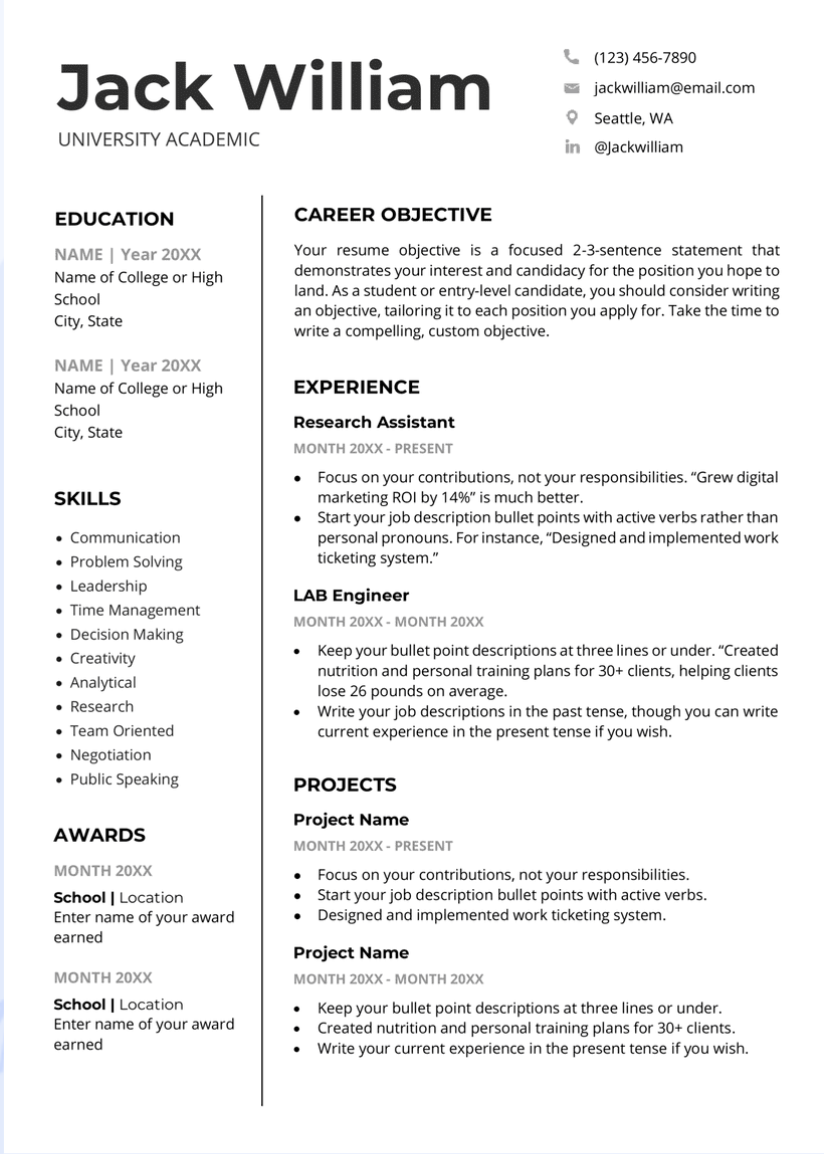 Jack William
UNIVERSITY ACADEMIC
(123) 456-7890
jackwilliam@email.com
Seattle, WA
in @Jackwilliam
EDUCATION
NAME | Year 20XX
Name of College or High
School
City, State
NAME | Year 20XX
Name of College or High
School
City, State
SKILLS
• Communication
• Problem Solving
• Leadership
• Time Management
• Decision Making
• Creativity
• Analytical
• Research
• Team Oriented
• Negotiation
• Public Speaking
AWARDS
MONTH 20XX
School | Location
Enter name of your award
earned
MONTH 20XX
School | Location
Enter name of your award
earned
CAREER OBJECTIVE
Your resume objective is a focused 2-3-sentence statement that
demonstrates your interest and candidacy for the position you hope to
land. As a student or entry-level candidate, you should consider writing
an objective, tailoring it to each position you apply for. Take the time to
write a compelling, custom objective.
EXPERIENCE
Research Assistant
MONTH 20XX - PRESENT
• Focus on your contributions, not your responsibilities. “Grew digital
marketing ROI by 14%” is much better.
• Start your job description bullet points with active verbs rather than
personal pronouns. For instance, “Designed and implemented work
ticketing system.”
LAB Engineer
MONTH 20XX - MONTH 20XX
• Keep your bullet point descriptions at three lines or under. “Created
nutrition and personal training plans for 30+ clients, helping clients
lose 26 pounds on average.
• Write your job descriptions in the past tense, though you can write
current experience in the present tense if you wish.
PROJECTS
Project Name
MONTH 20XX - PRESENT
• Focus on your contributions, not your responsibilities.
• Start your job description bullet points with active verbs.
• Designed and implemented work ticketing system.
Project Name
MONTH 20XX - MONTH 20XX
• Keep your bullet point descriptions at three lines or under.
• Created nutrition and personal training plans for 30+ clients.
• Write your current experience in the present tense if you wish.